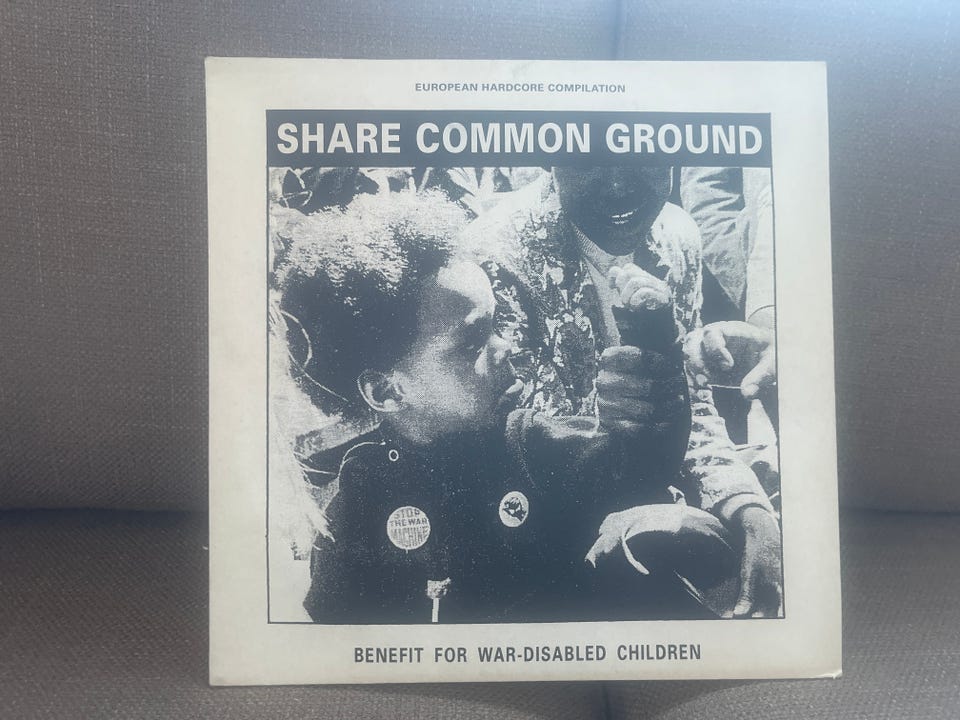 EUROPEAN HARDCORE COMPILATION
SHARE COMMON GROUND
STOP
THE WAR
MACHINE
BENEFIT FOR WAR-DISABLED CHILDREN